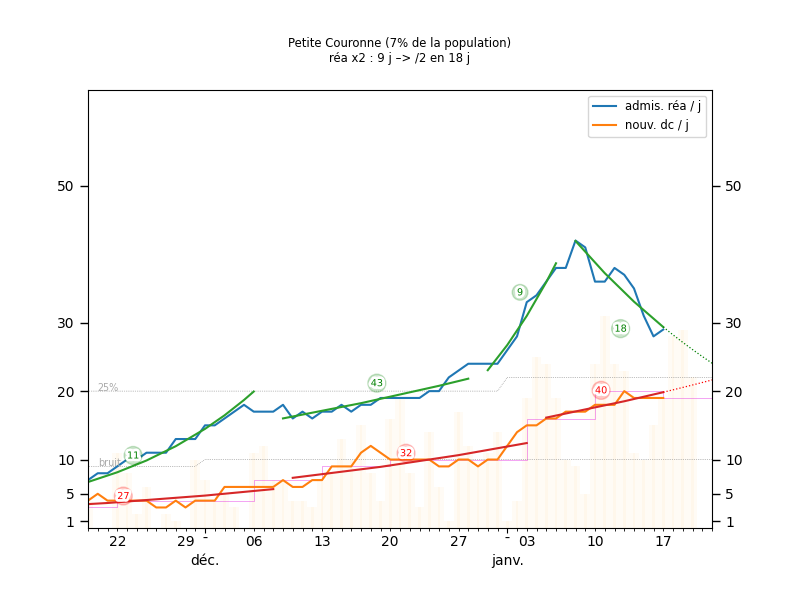 Petite Couronne (7% de la population)
réa x2 : 9 j –> /2 en 18 j
admis. réa / j
nouv. dc / j
50 50
9
30 18 30
25% 43 40
20 20
11 32
bruit
10 10
27
5 5
1 1
22 29 - 06 13 20 27 - 03 10 17
déc. janv.